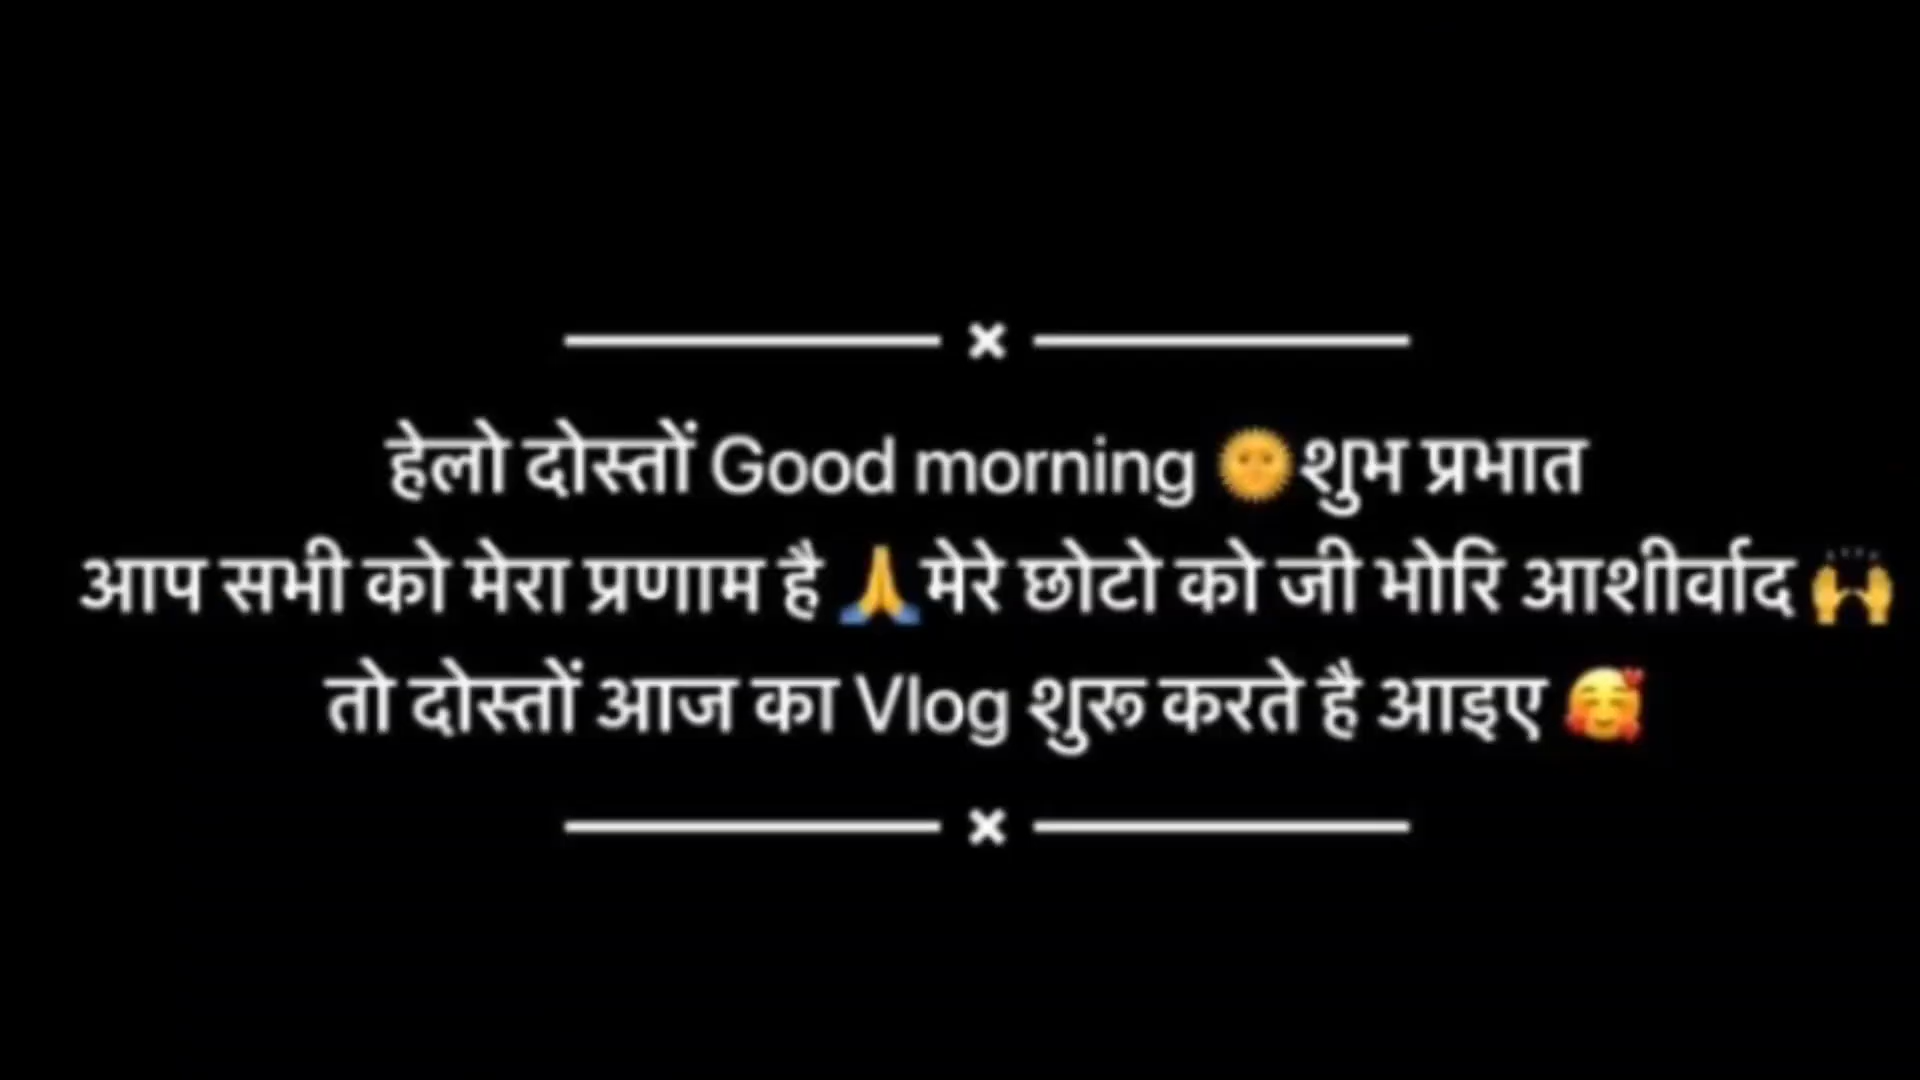 हेलो दोस्तों Good morning 🌞शुभ प्रभात
आप सभी को मेरा प्रणाम है 🙏मेरे छोटो को जी भोरि आशीर्वाद 🙌
तो दोस्तों आज का Vlog शुरू करते है आइए 🥰